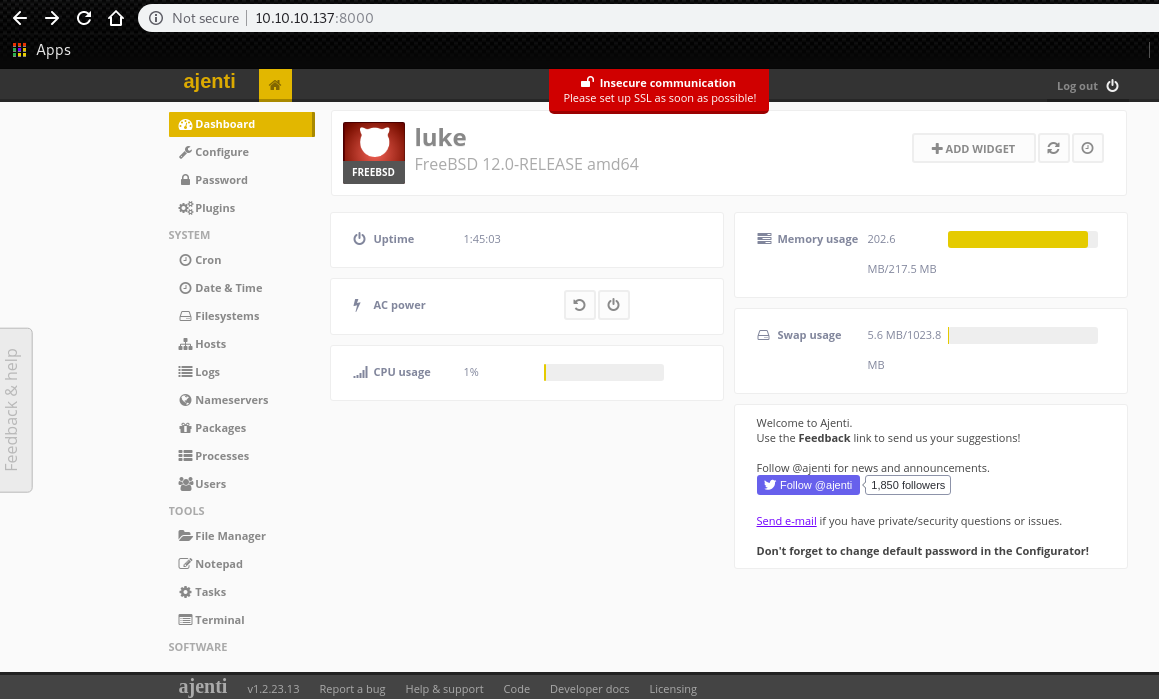 Not secure
10.10.10.137:8000
Apps
ajenti
Insecure communication
Please set up SSL as soon as possible!
Log out
Dashboard
Configure
Password
Plugins
SYSTEM
Cron
Date & Time
Filesystems
Hosts
Logs
Nameservers
Packages
Processes
Users
TOOLS
File Manager
Notepad
Tasks
Terminal
SOFTWARE
Feedback & help
FREEBSD
luke
FreeBSD 12.0-RELEASE amd64
ADD WIDGET
Uptime 1:45:03
AC power
CPU usage 1%
Memory usage 202.6
MB/217.5 MB
Swap usage 5.6 MB/1023.8
MB
Welcome to Ajenti.
Use the Feedback link to send us your suggestions!
Follow @ajenti for news and announcements.
Follow @ajenti 1,850 followers
Send e-mail if you have private/security questions or issues.
Don't forget to change default password in the Configurator!
ajenti v1.2.23.13 Report a bug Help & support Code Developer docs Licensing